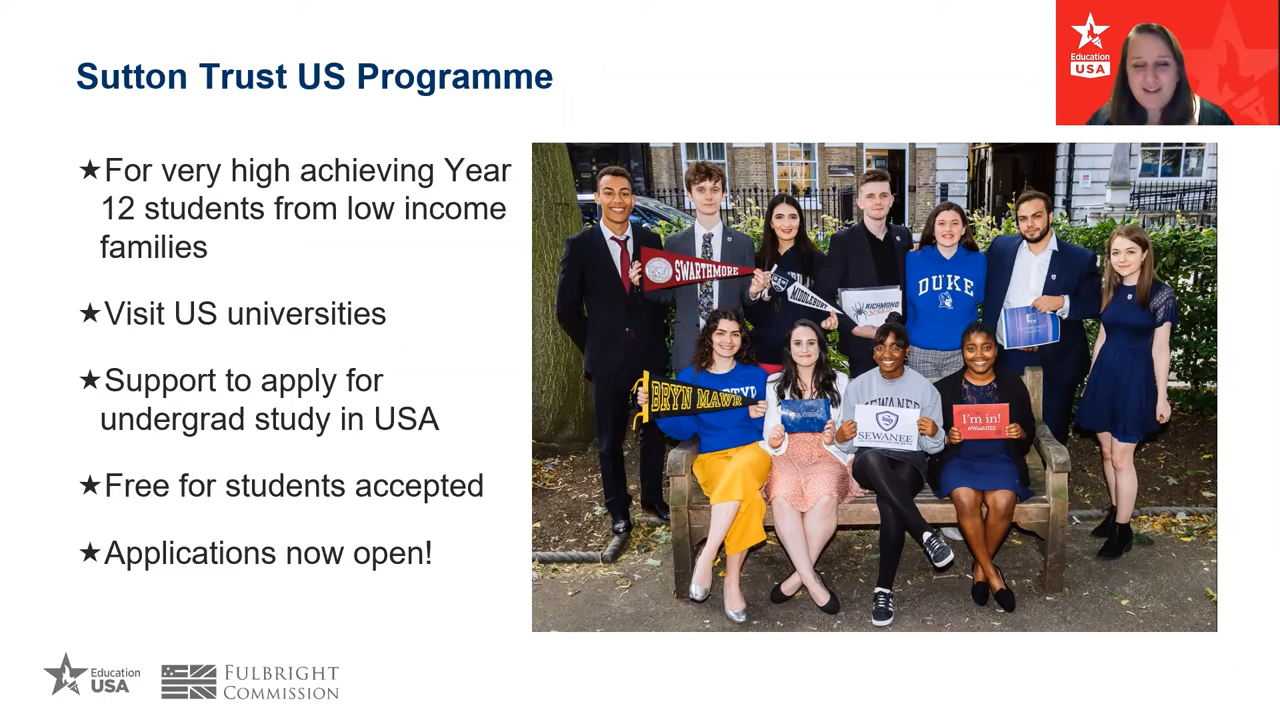 Sutton Trust US Programme
Education
USA
★For very high achieving Year
12 students from low income
families
★Visit US universities
★Support to apply for
undergrad study in USA
★Free for students accepted
★Applications now open!
SWARTHMORE
MIDDLEBURY
RICHMOND
DUKE
BRYN MAWR
SEWANEE
SEWANEE
I'm in!
Education
USA
FULBRIGHT
COMMISSION